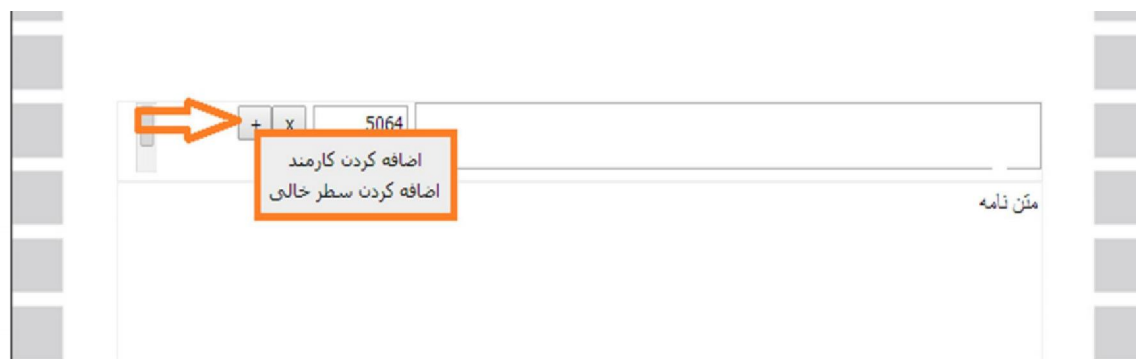 + x 5064
اضافه کردن کارمند
اضافه کردن سطر خالی
متن نامه